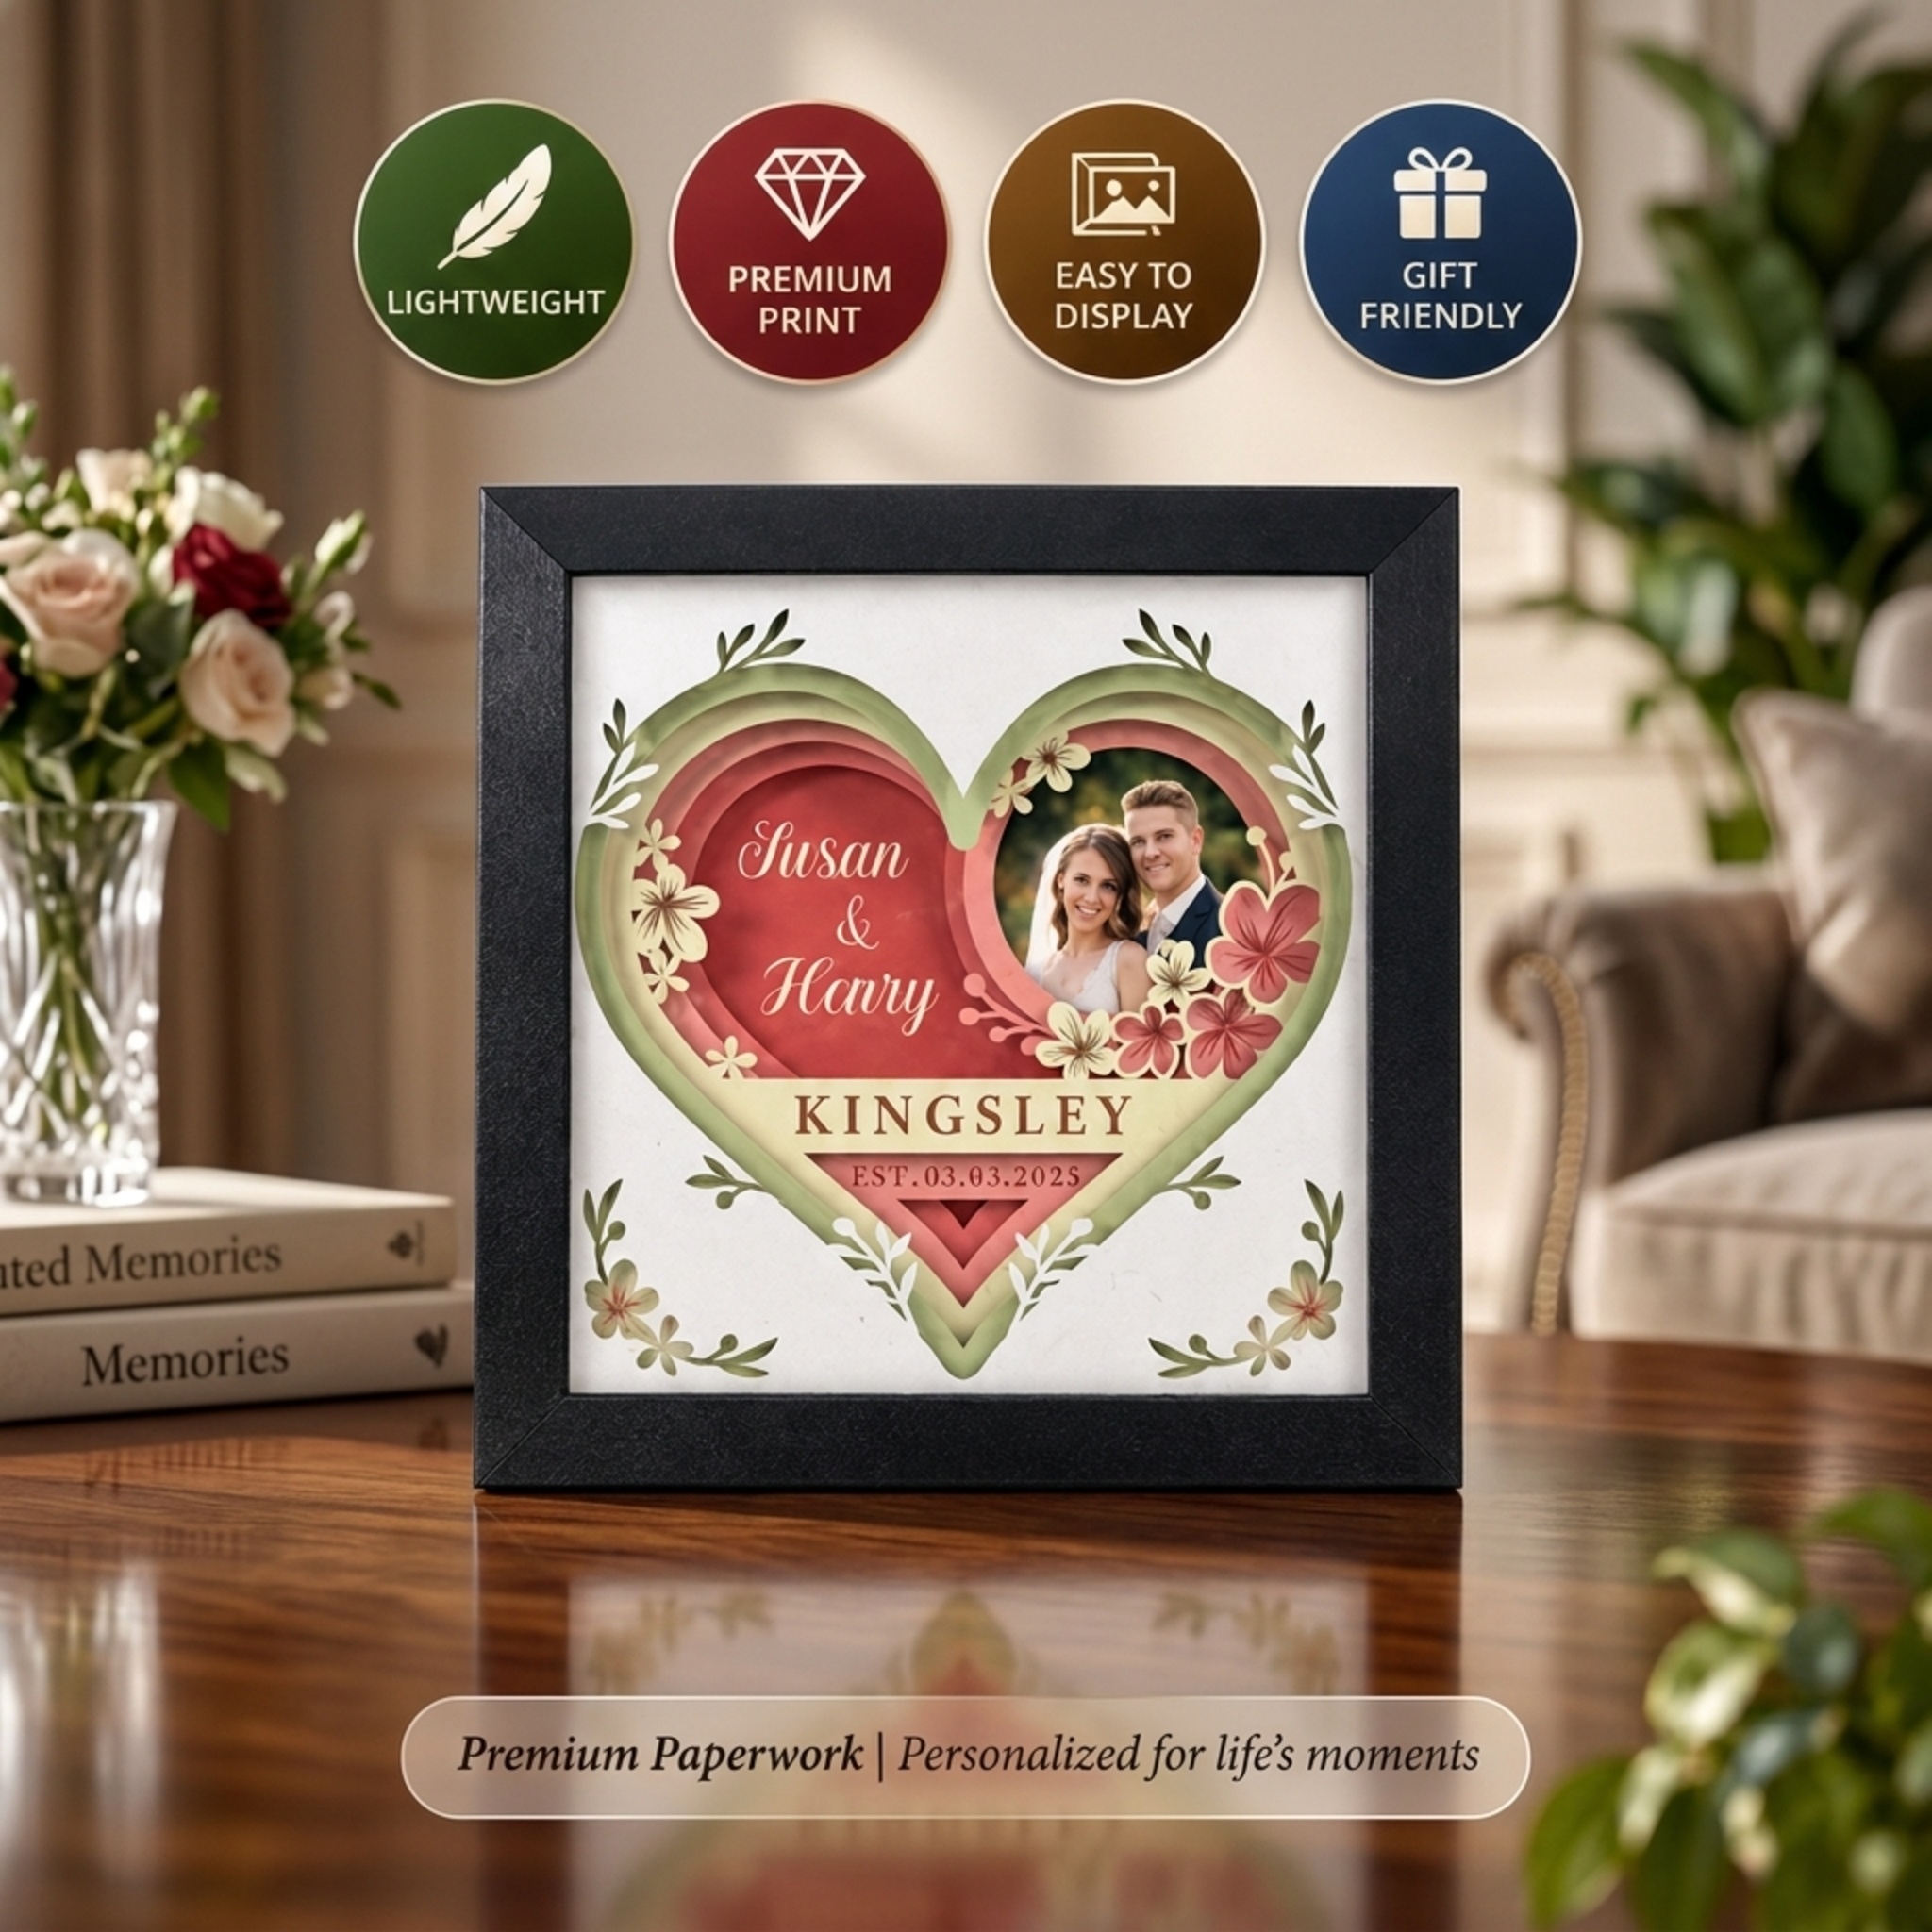 LIGHTWEIGHT
PREMIUM
PRINT
EASY TO
DISPLAY
GIFT
FRIENDLY
Susan
&
Harry
KINGSLEY
EST.03.03.2025
Memories
Memories
Premium Paperwork | Personalized for life's moments